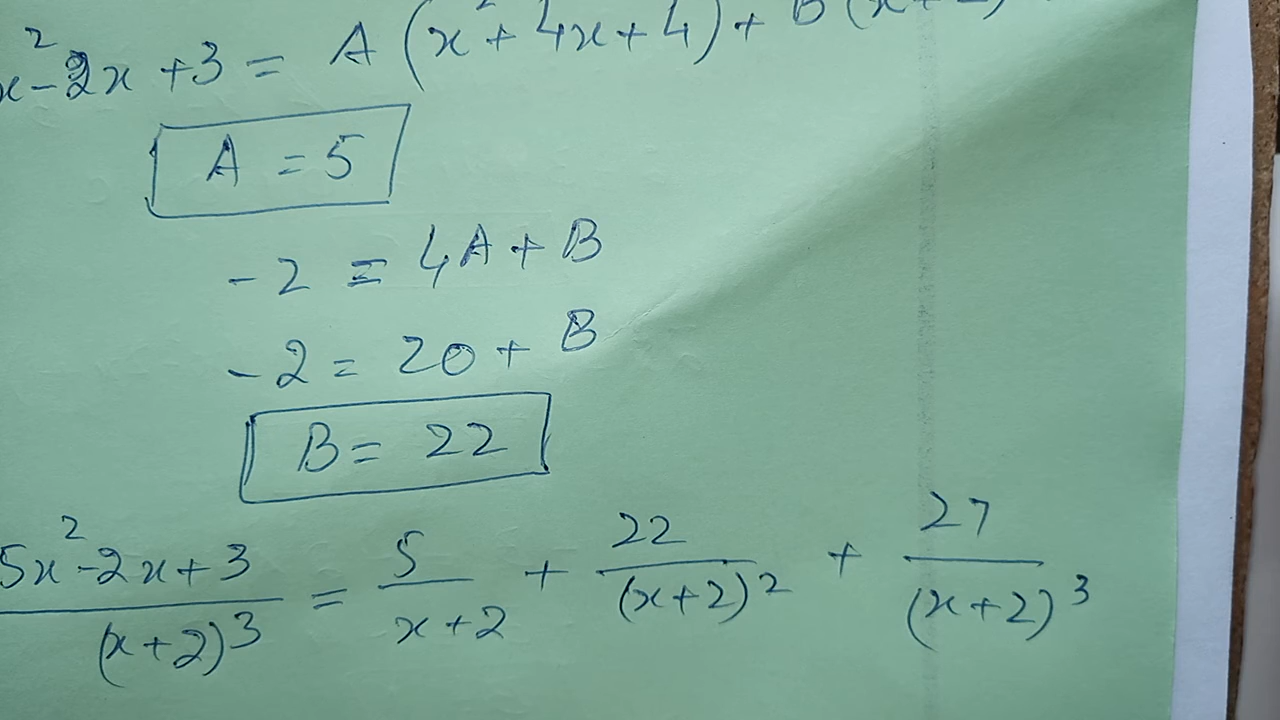 x²-2x+3 = A(x²+4x+4)+B(x+2)
A = 5
-2 = 4A+B
-2 = 20+B
B = 22
5x²-2x+3/(x+2)³ = 5/x+2 + 22/(x+2)² + 27/(x+2)³